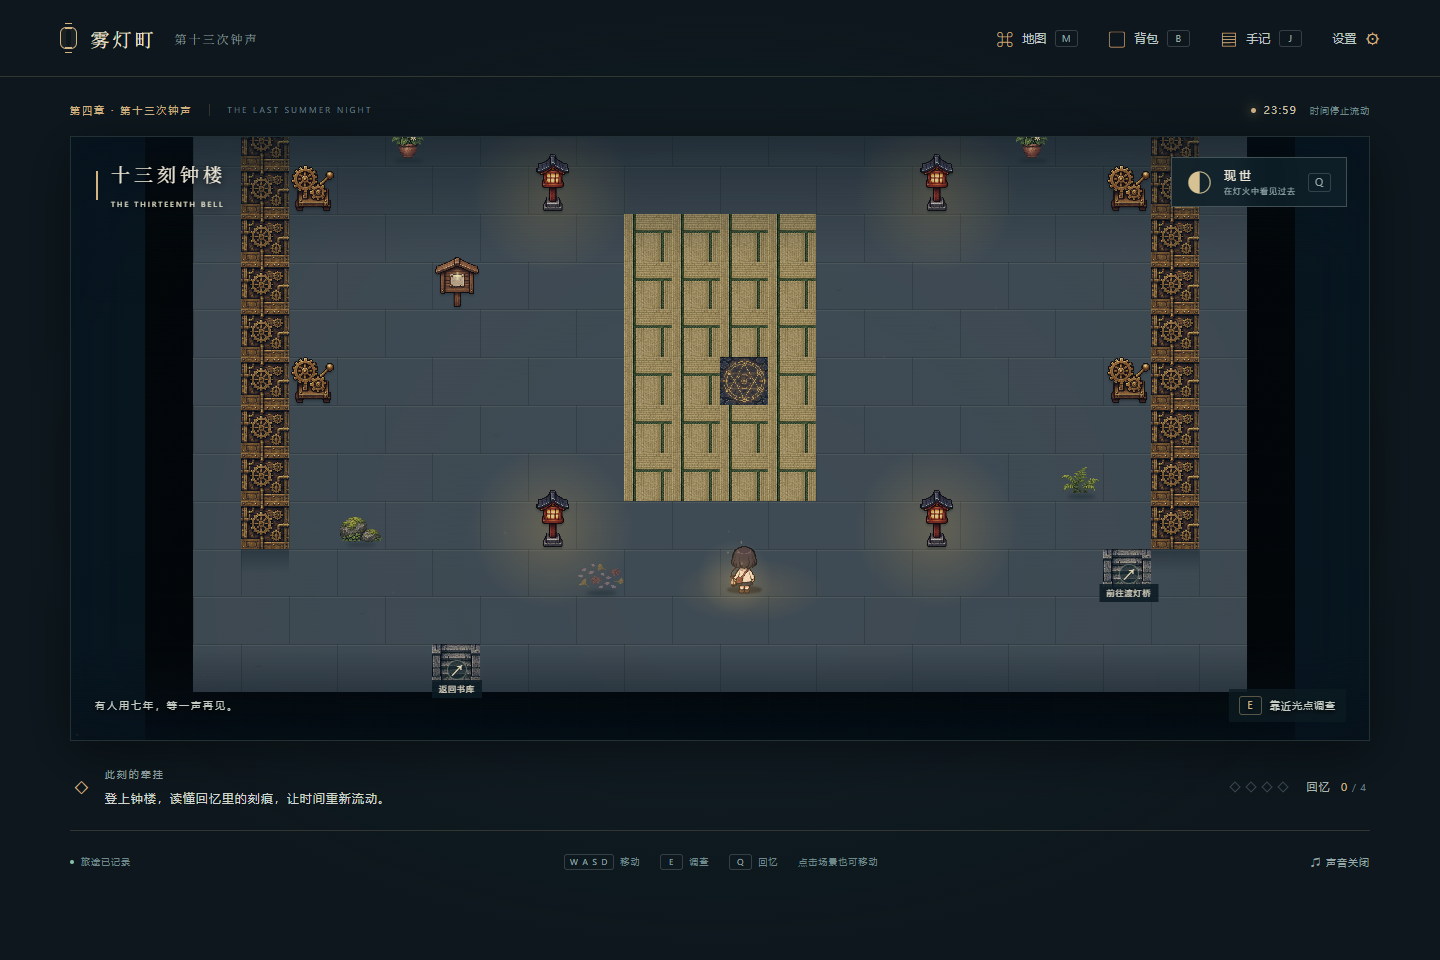 雾灯町 第十三次钟声
地图 M 背包 B 手记 J 设置
第四章 · 第十三次钟声 THE LAST SUMMER NIGHT
23:59 时间停止流动
十三刻钟楼
THE THIRTEENTH BELL
现世
在灯火中看见过去
Q
前往渡灯桥
返回书库
有人用七年，等一声再见。
E 靠近光点调查
此刻的牵挂
登上钟楼，读懂回忆里的刻痕，让时间重新流动。
回忆 0 / 4
旅途已记录
WASD 移动 E 调查 Q 回忆 点击场景也可移动
声音关闭